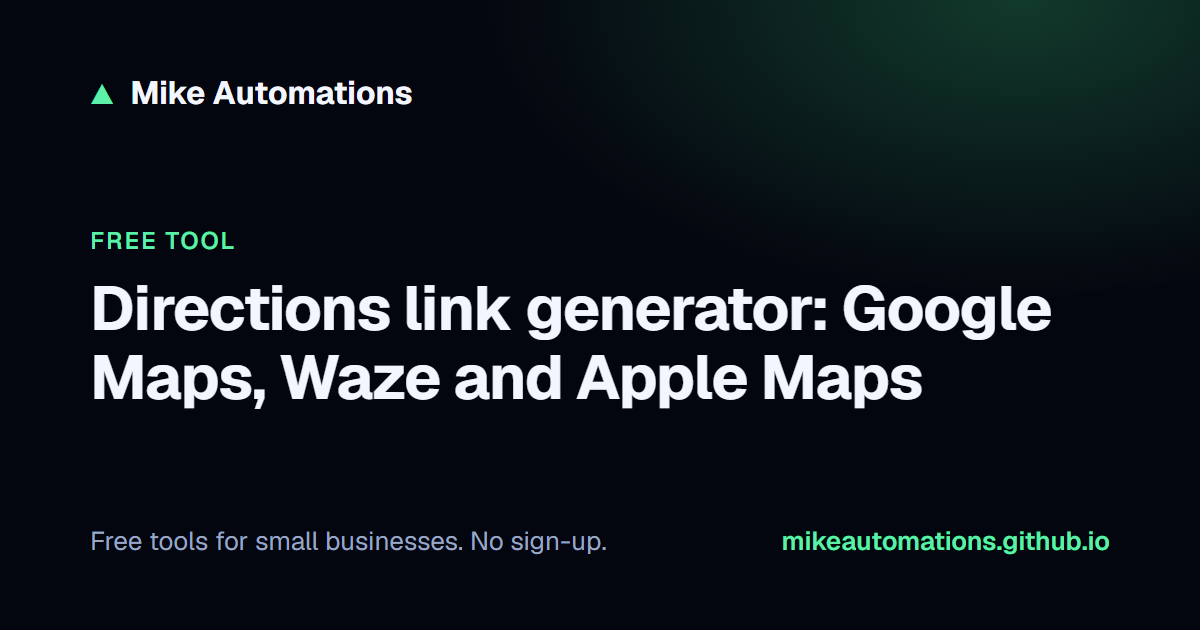 Mike Automations
FREE TOOL
Directions link generator: Google
Maps, Waze and Apple Maps
Free tools for small businesses. No sign-up.
mikeautomations.github.io